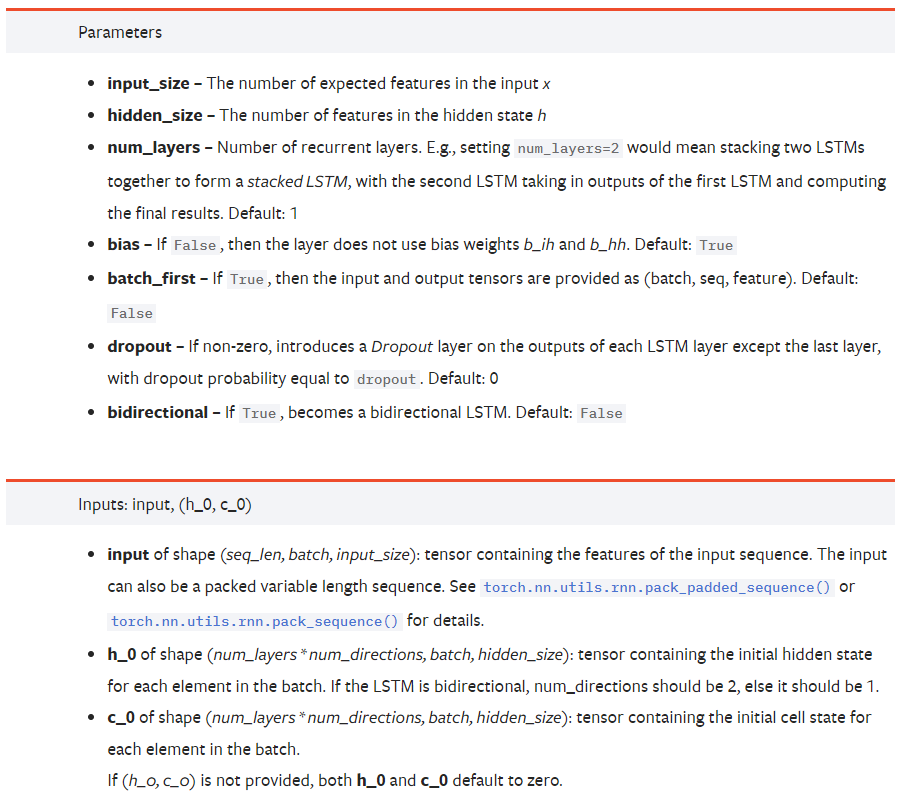 Parameters
• input_size – The number of expected features in the input x
• hidden_size – The number of features in the hidden state h
• num_layers – Number of recurrent layers. E.g., setting num_layers=2 would mean stacking two LSTMs
together to form a stacked LSTM, with the second LSTM taking in outputs of the first LSTM and computing
the final results. Default: 1
• bias – If False, then the layer does not use bias weights b_ih and b_hh. Default: True
• batch_first – If True, then the input and output tensors are provided as (batch, seq, feature). Default:
False
• dropout – If non-zero, introduces a Dropout layer on the outputs of each LSTM layer except the last layer,
with dropout probability equal to dropout. Default: 0
• bidirectional – If True, becomes a bidirectional LSTM. Default: False
Inputs: input, (h_0, c_0)
• input of shape (seq_len, batch, input_size): tensor containing the features of the input sequence. The input
can also be a packed variable length sequence. See torch.nn.utils.rnn.pack_padded_sequence() or
torch.nn.utils.rnn.pack_sequence() for details.
• h_0 of shape (num_layers * num_directions, batch, hidden_size): tensor containing the initial hidden state
for each element in the batch. If the LSTM is bidirectional, num_directions should be 2, else it should be 1.
• c_0 of shape (num_layers * num_directions, batch, hidden_size): tensor containing the initial cell state for
each element in the batch.
If (h_0, c_0) is not provided, both h_0 and c_0 default to zero.